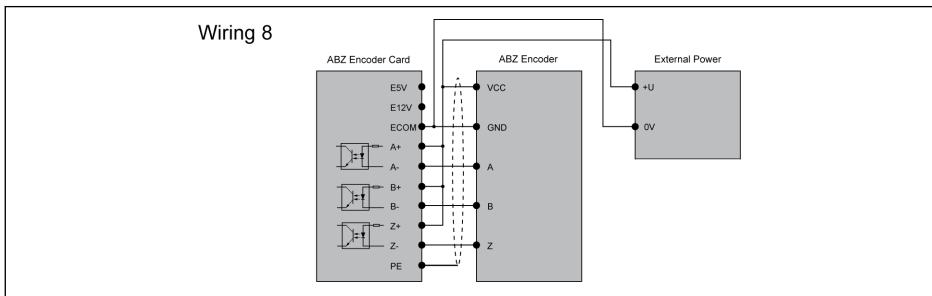 Wiring 8
ABZ Encoder Card
ABZ Encoder
External Power
E5V
VCC
+U
E12V
ECOM
GND
0V
A+
A-
A
B+
B-
B
Z+
Z-
Z
PE